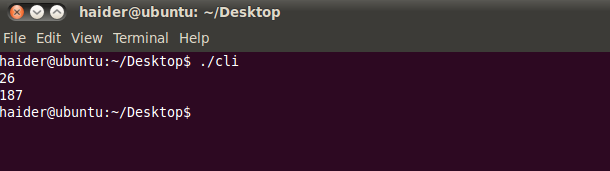 haider@ubuntu: ~/Desktop
File Edit View Terminal Help
haider@ubuntu:~/Desktop$ ./cli
26
187
haider@ubuntu:~/Desktop$